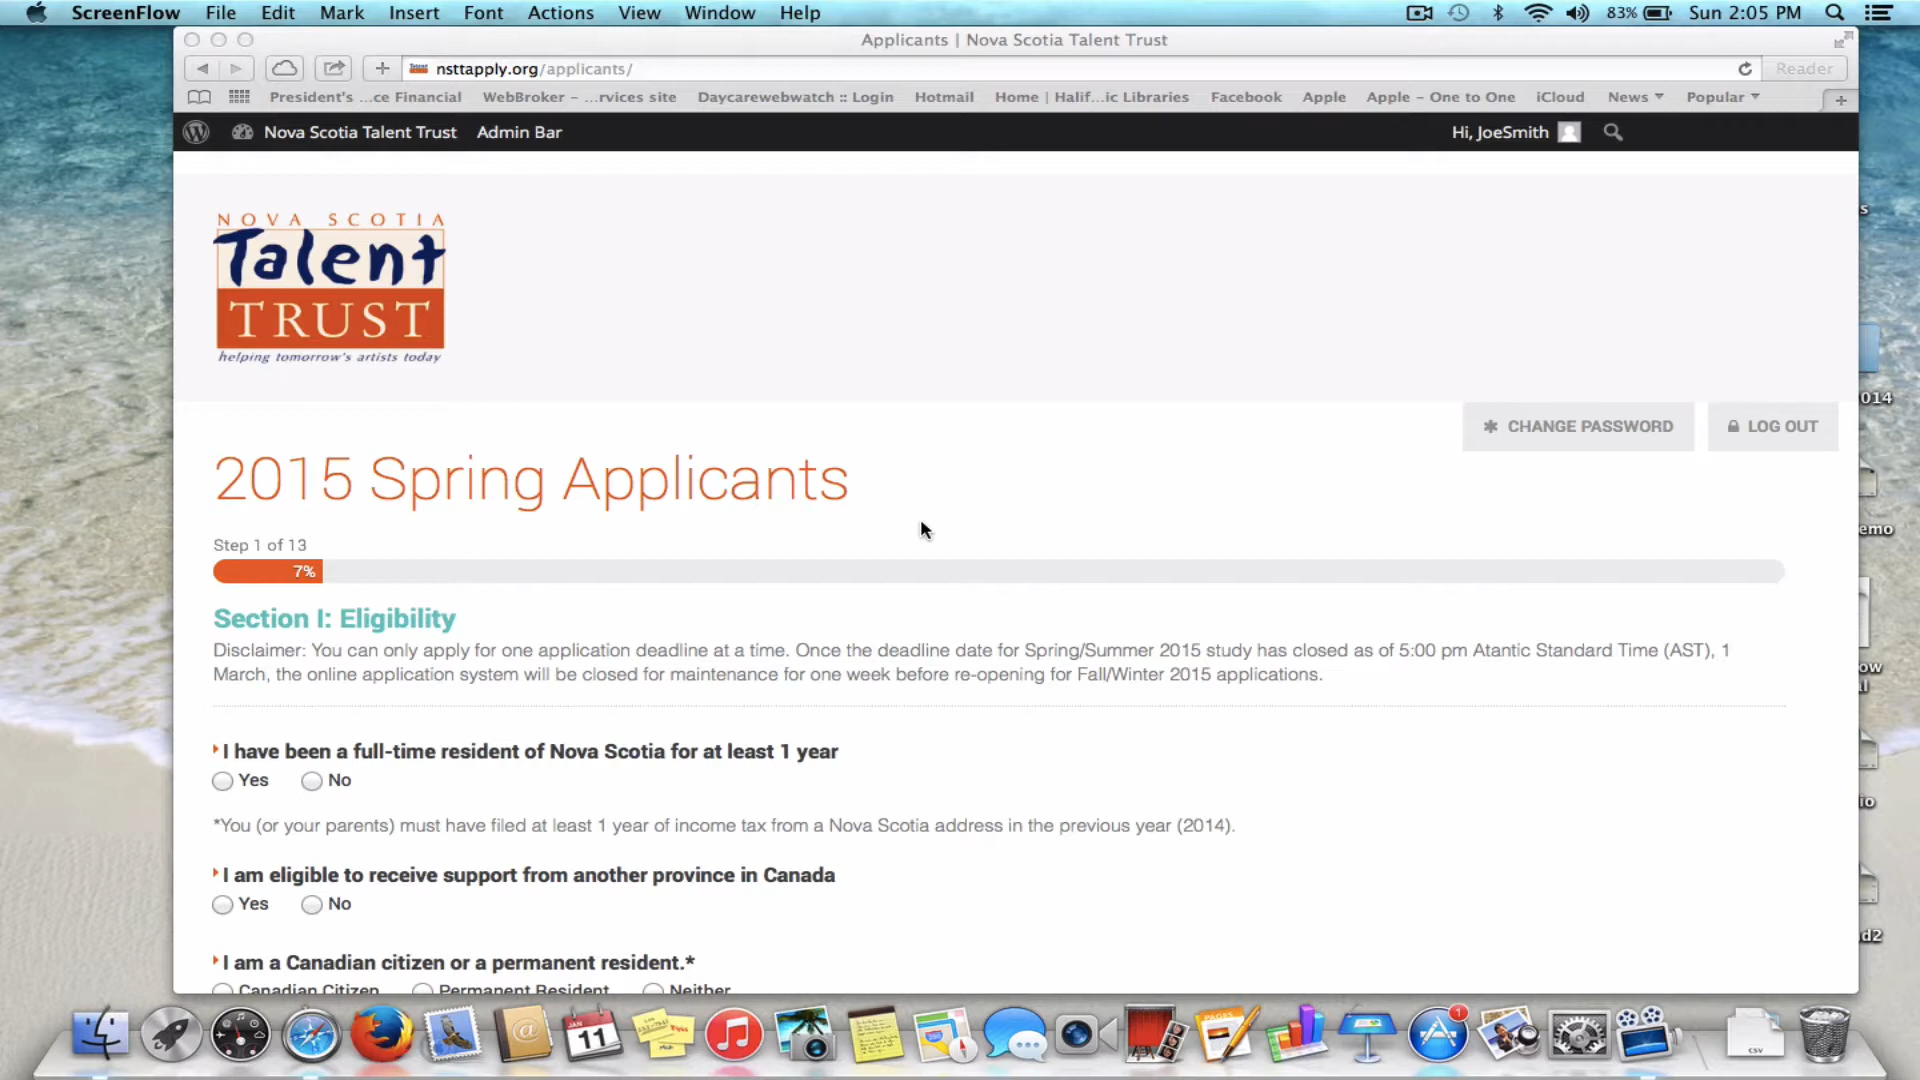 ScreenFlow File Edit Mark Insert Font Actions View Window Help 83% Sun 2:05 PM
Applicants | Nova Scotia Talent Trust
nsttapply.org/applicants/ Reader
President's ...ce Financial WebBroker - ...rvices site Daycarewebwatch :: Login Hotmail Home | Halif...ic Libraries Facebook Apple Apple - One to One iCloud News Popular
Nova Scotia Talent Trust Admin Bar Hi, JoeSmith
NOVA SCOTIA
Talent
TRUST
helping tomorrow's artists today
CHANGE PASSWORD LOG OUT
2015 Spring Applicants
Step 1 of 13
7%
Section I: Eligibility
Disclaimer: You can only apply for one application deadline at a time. Once the deadline date for Spring/Summer 2015 study has closed as of 5:00 pm Atantic Standard Time (AST), 1
March, the online application system will be closed for maintenance for one week before re-opening for Fall/Winter 2015 applications.
I have been a full-time resident of Nova Scotia for at least 1 year
Yes No
*You (or your parents) must have filed at least 1 year of income tax from a Nova Scotia address in the previous year (2014).
I am eligible to receive support from another province in Canada
Yes No
I am a Canadian citizen or a permanent resident.*
Canadian Citizen Permanent Resident Neither
JAN
11
PAGES
1
CSV